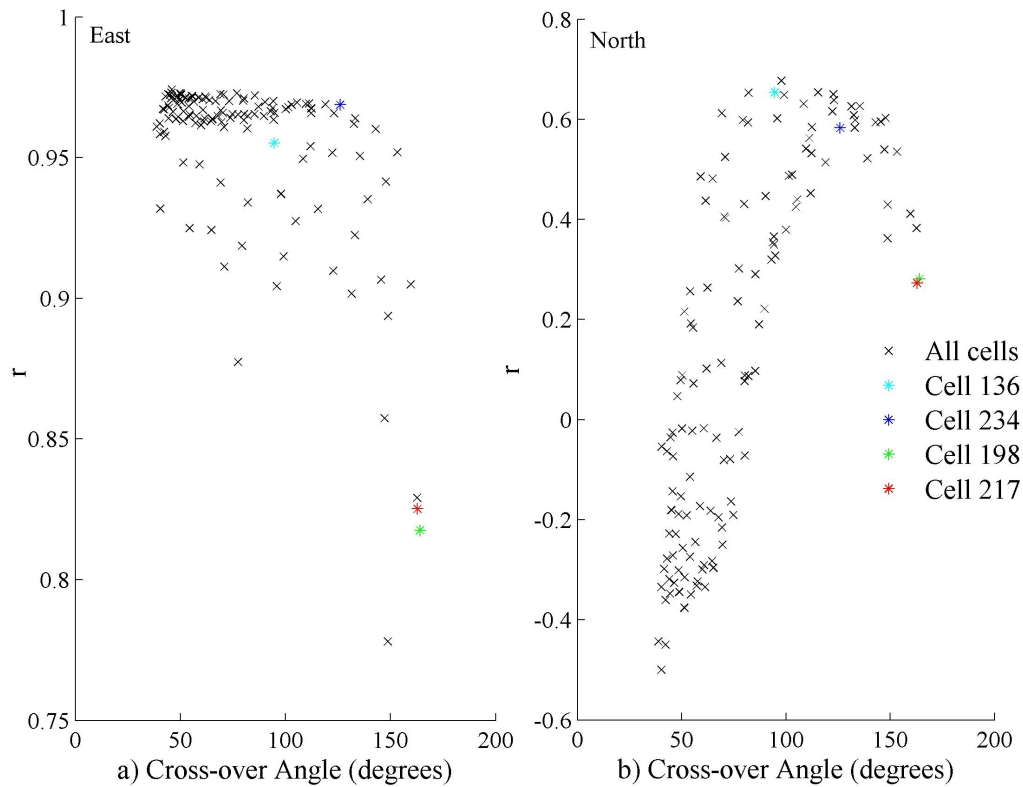 East
1
0.95
0.9
0.85
0.8
0.75
r
0
50
100
150
200
a) Cross-over Angle (degrees)
North
0.8
0.6
0.4
0.2
0
-0.2
-0.4
-0.6
r
0
50
100
150
200
b) Cross-over Angle (degrees)
All cells
Cell 136
Cell 234
Cell 198
Cell 217